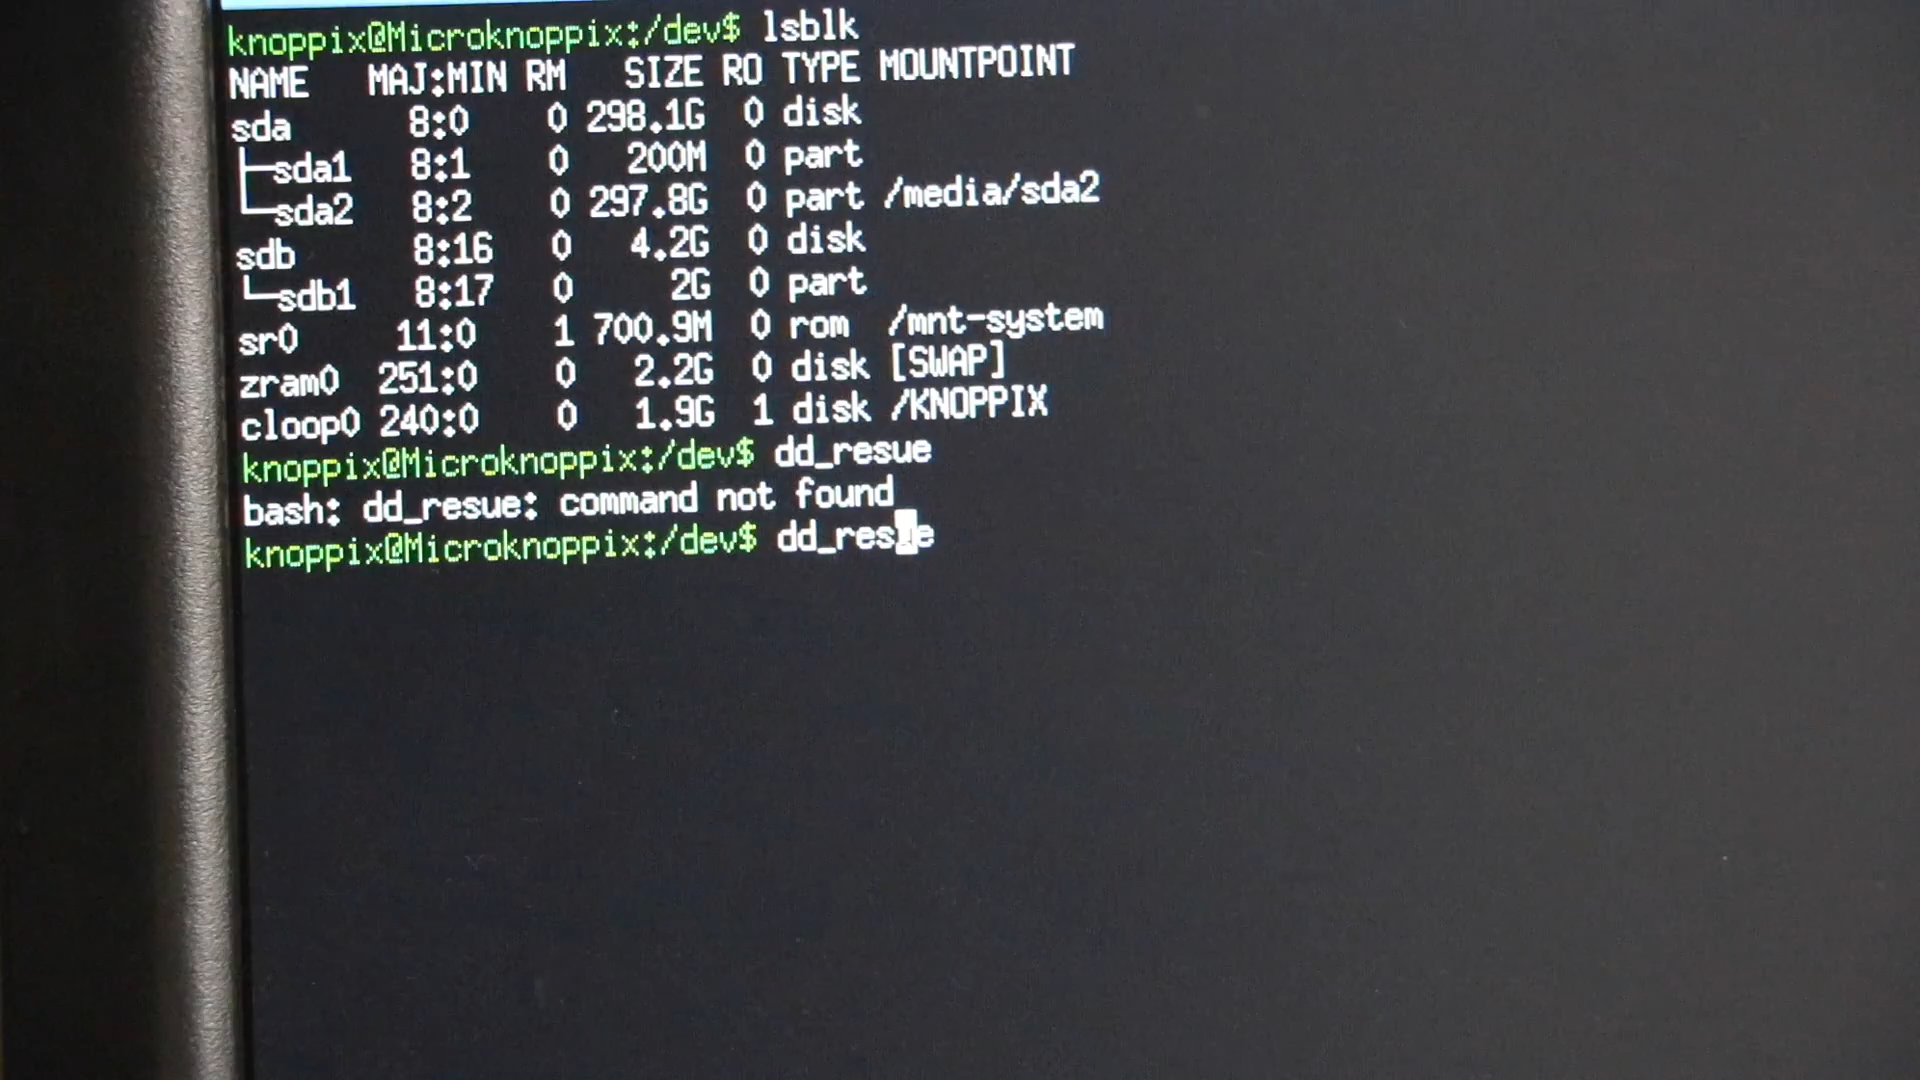 knoppix@Microknoppix:/dev$ lsblk
NAME MAJ:MIN RM SIZE RO TYPE MOUNTPOINT
sda 8:0 0 298.1G 0 disk
├─sda1 8:1 0 200M 0 part
└─sda2 8:2 0 297.8G 0 part /media/sda2
sdb 8:16 0 4.2G 0 disk
└─sdb1 8:17 0 2G 0 part
sr0 11:0 1 700.9M 0 rom /mnt-system
zram0 251:0 0 2.2G 0 disk [SWAP]
cloop0 240:0 0 1.9G 1 disk /KNOPPIX
knoppix@Microknoppix:/dev$ dd_resue
bash: dd_resue: command not found
knoppix@Microknoppix:/dev$ dd_resue